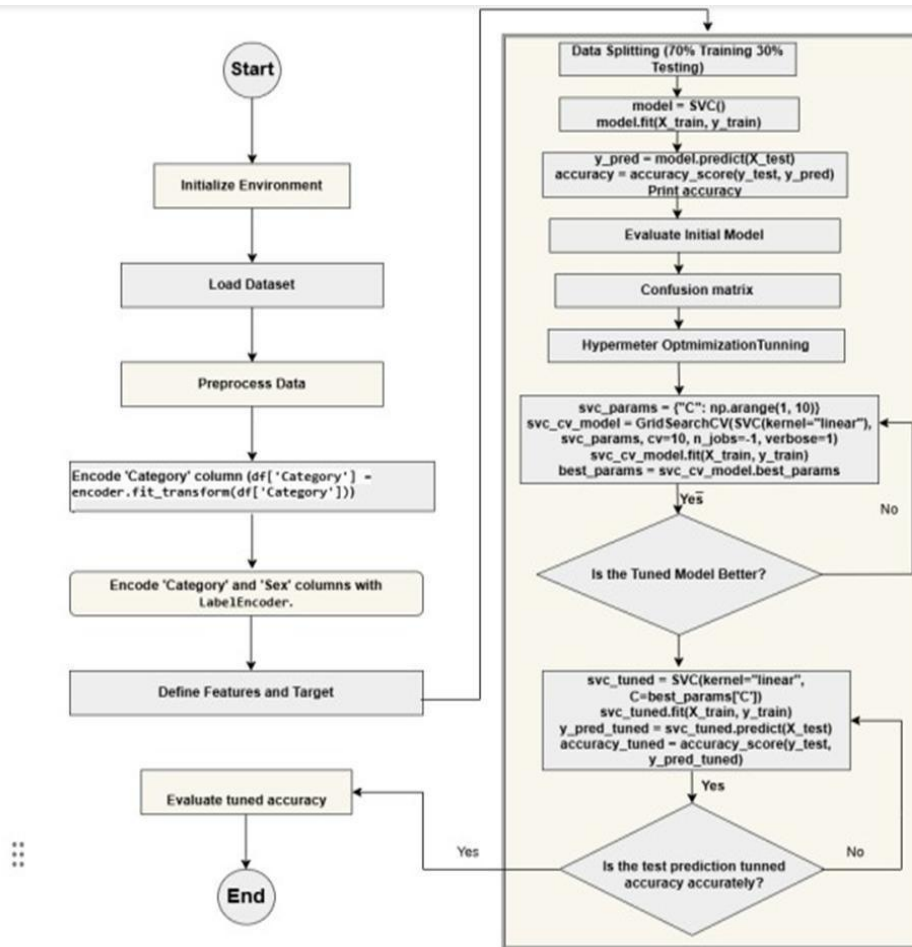 Start
Initialize Environment
Load Dataset
Preprocess Data
Encode 'Category' column (df['Category'] =
encoder.fit_transform(df['Category']))
Encode 'Category' and 'Sex' columns with
LabelEncoder.
Define Features and Target
Data Splitting (70% Training 30%
Testing)
model = SVC()
model.fit(X_train, y_train)
y_pred = model.predict(X_test)
accuracy = accuracy_score(y_test, y_pred)
Print accuracy
Evaluate Initial Model
Confusion matrix
Hypermeter OptmimizationTunning
svc_params = {"C": np.arange(1, 10)}
svc_cv_model = GridSearchCV(SVC(kernel="linear"),
svc_params, cv=10, n_jobs=-1, verbose=1)
svc_cv_model.fit(X_train, y_train)
best_params = svc_cv_model.best_params
Yes
No
Is the Tuned Model Better?
svc_tuned = SVC(kernel="linear",
C=best_params['C'])
svc_tuned.fit(X_train, y_train)
y_pred_tuned = svc_tuned.predict(X_test)
accuracy_tuned = accuracy_score(y_test,
y_pred_tuned)
Yes
No
Is the test prediction tunned
accuracy accurately?
Yes
Evaluate tuned accuracy
End